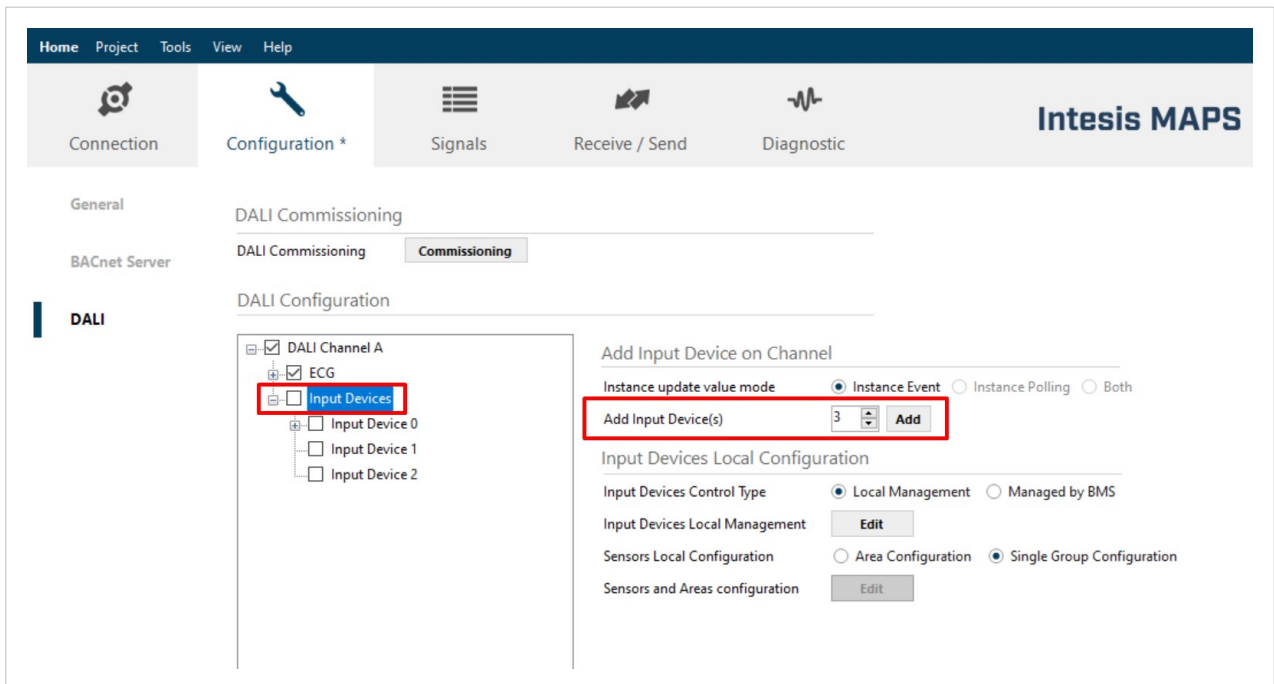 Home Project Tools View Help
Connection
Configuration *
Signals
Receive / Send
Diagnostic
Intesis MAPS
General
BACnet Server
DALI
DALI Commissioning
DALI Commissioning Commissioning
DALI Configuration
DALI Channel A
ECG
Input Devices
Input Device 0
Input Device 1
Input Device 2
Add Input Device on Channel
Instance update value mode Instance Event Instance Polling Both
Add Input Device(s) 3 Add
Input Devices Local Configuration
Input Devices Control Type Local Management Managed by BMS
Input Devices Local Management Edit
Sensors Local Configuration Area Configuration Single Group Configuration
Sensors and Areas configuration Edit